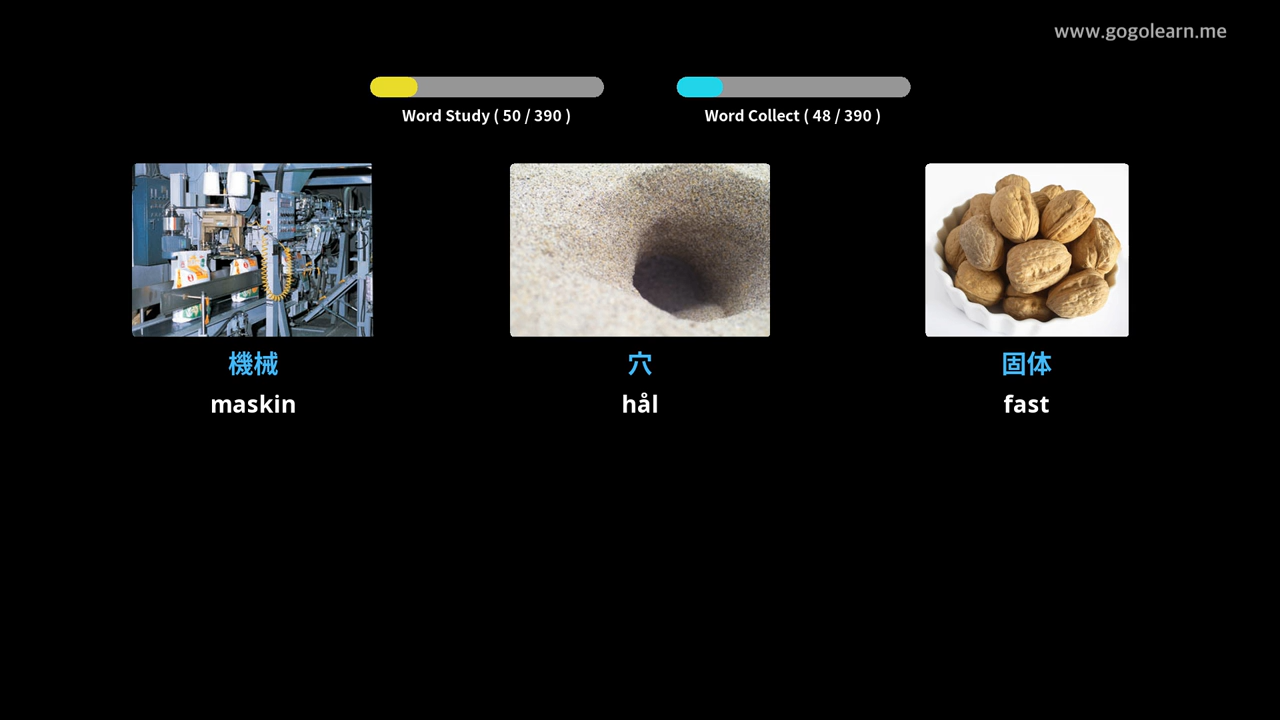 www.gogolearn.me
Word Study ( 50 / 390 )
Word Collect ( 48 / 390 )
機械
穴
固体
maskin
hål
fast